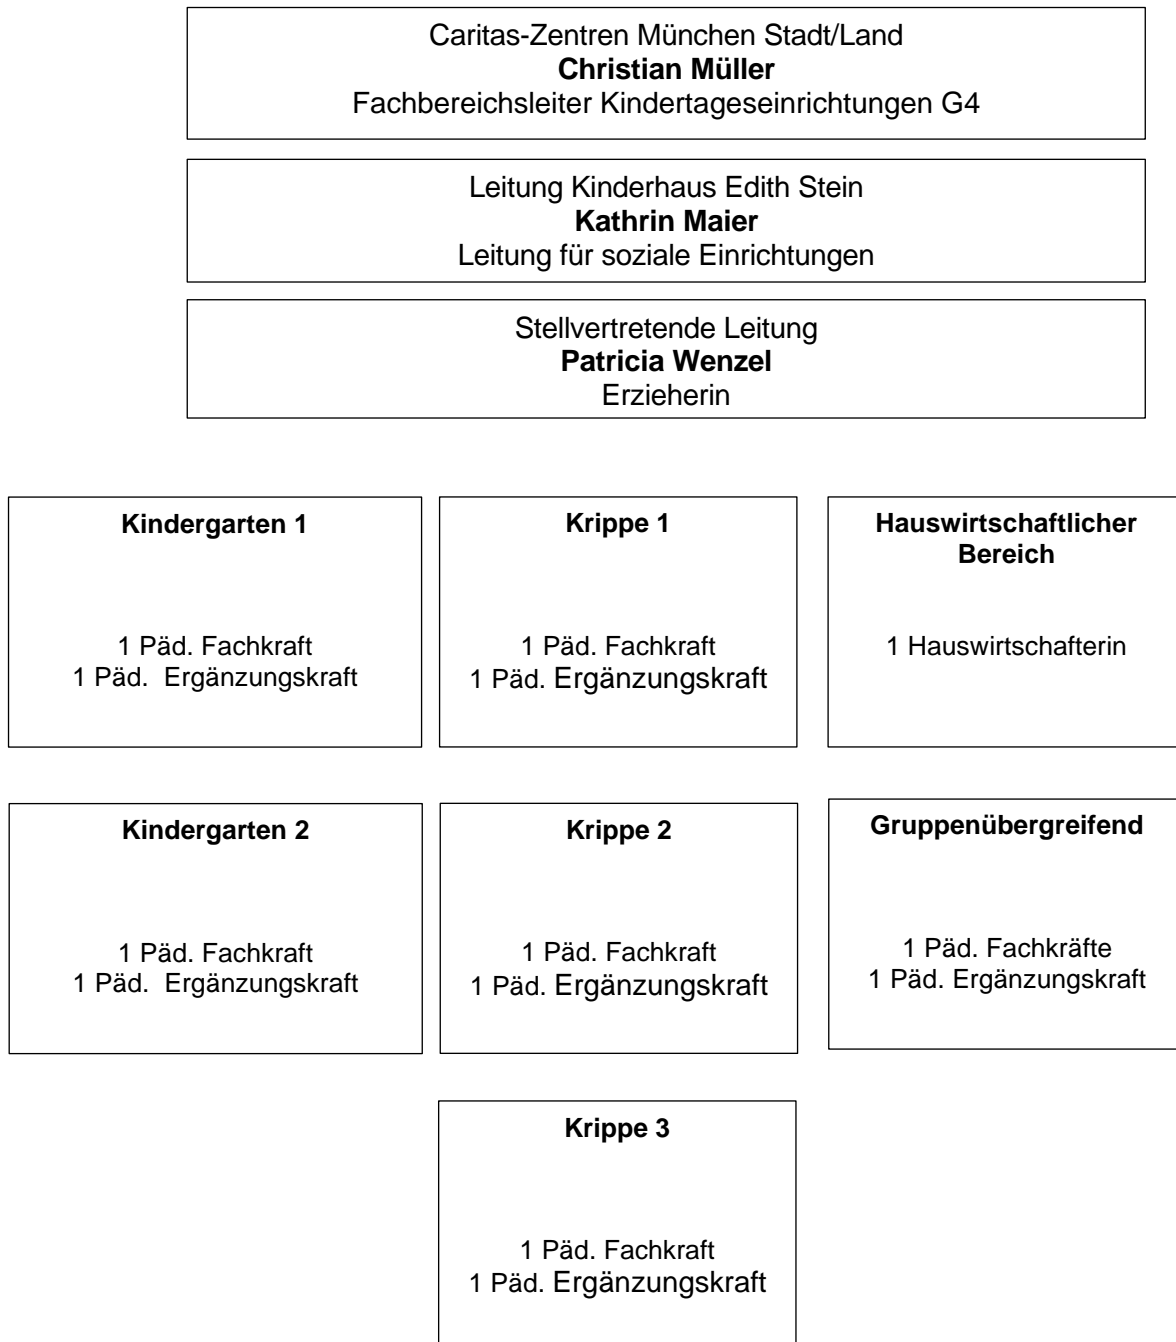 Caritas-Zentren München Stadt/Land
Christian Müller
Fachbereichsleiter Kindertageseinrichtungen G4
Leitung Kinderhaus Edith Stein
Kathrin Maier
Leitung für soziale Einrichtungen
Stellvertretende Leitung
Patricia Wenzel
Erzieherin
Kindergarten 1
1 Päd. Fachkraft
1 Päd.  Ergänzungskraft
Krippe 1
1 Päd. Fachkraft
1 Päd. Ergänzungskraft
Hauswirtschaftlicher
Bereich
1 Hauswirtschafterin
Kindergarten 2
1 Päd. Fachkraft
1 Päd.  Ergänzungskraft
Krippe 2
1 Päd. Fachkraft
1 Päd. Ergänzungskraft
Gruppenübergreifend
1 Päd. Fachkräfte
1 Päd. Ergänzungskraft
Krippe 3
1 Päd. Fachkraft
1 Päd. Ergänzungskraft